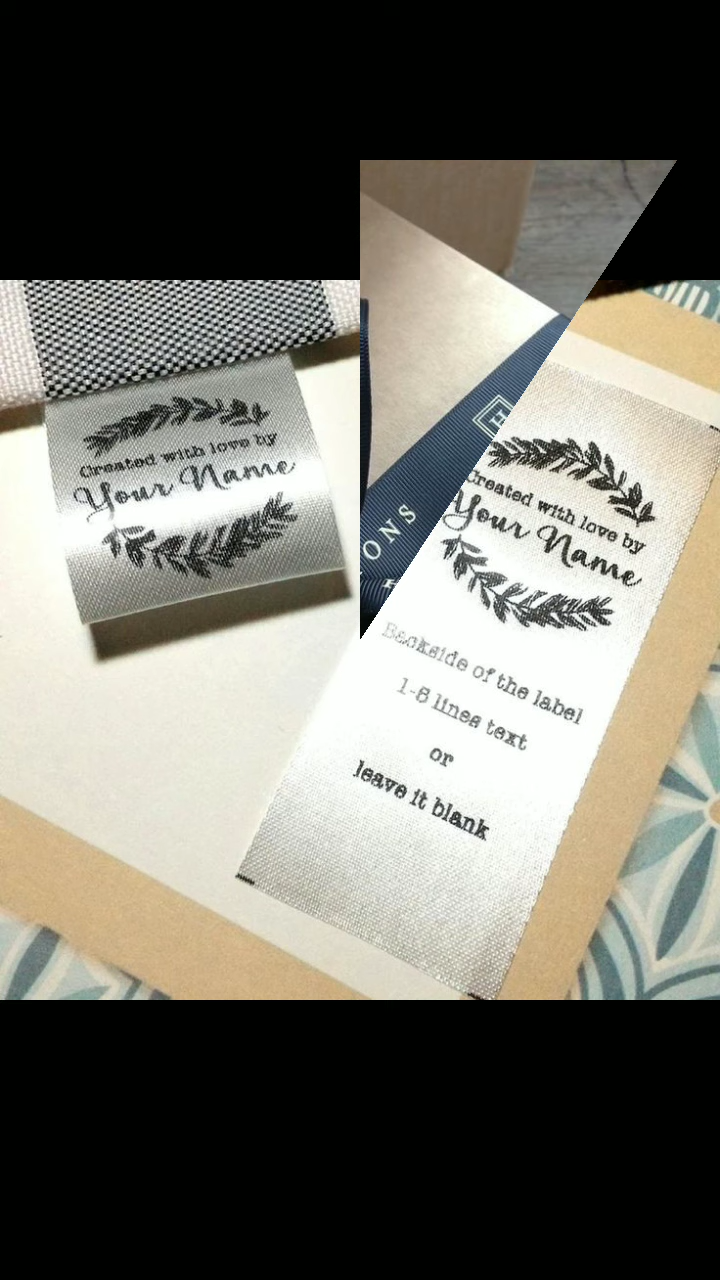 Created with love by
Your Name
H
ONS
Created with love by
Your Name
Backside of the label
1-8 lines text
or
leave it blank